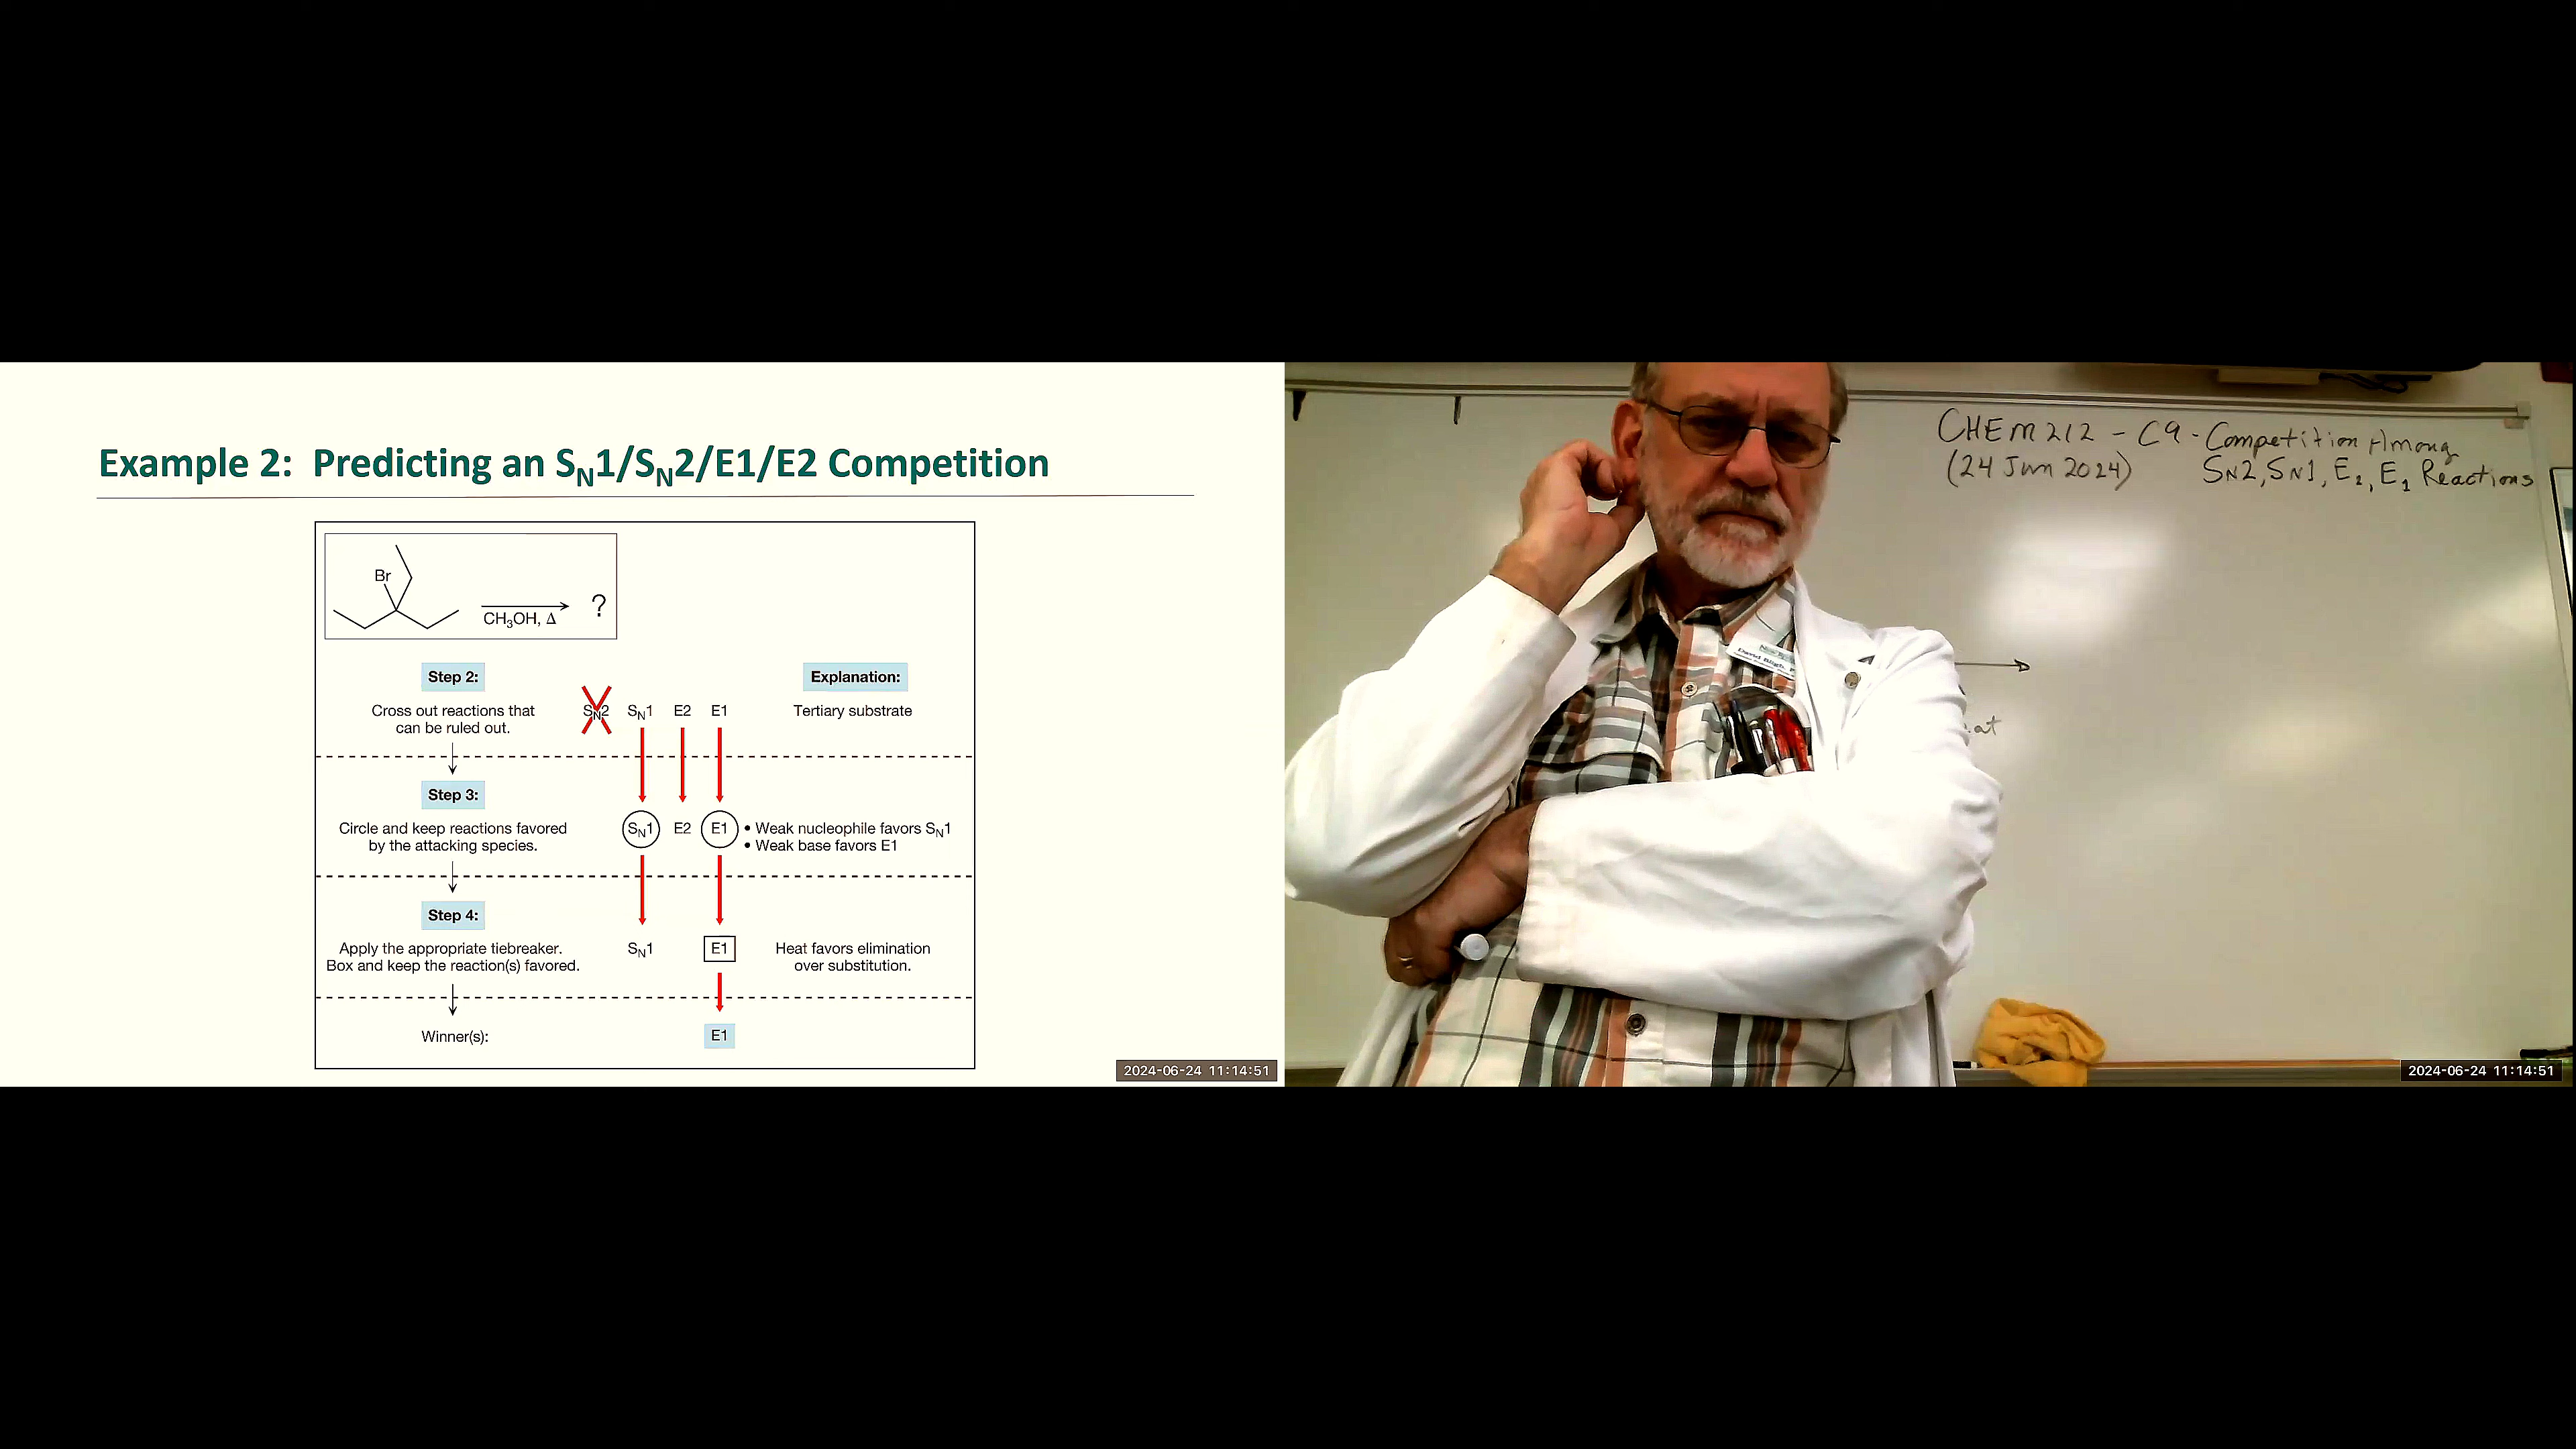 Example 2: Predicting an SN1/SN2/E1/E2 Competition
Br
CH3OH, Δ
?
Step 2:
Explanation:
Cross out reactions that
can be ruled out.
SN2 SN1 E2 E1
Tertiary substrate
Step 3:
Circle and keep reactions favored
by the attacking species.
SN1 E2 E1
• Weak nucleophile favors SN1
• Weak base favors E1
Step 4:
Apply the appropriate tiebreaker.
Box and keep the reaction(s) favored.
SN1 E1
Heat favors elimination
over substitution.
Winner(s):
E1
2024-06-24 11:14:51
CHEM 212 - C9 - Competition Among
(24 Jun 2024) SN2, SN1, E2, E1 Reactions
David
2024-06-24 11:14:51